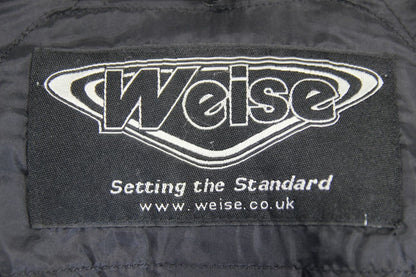 Weise
Setting the Standard
www.weise.co.uk